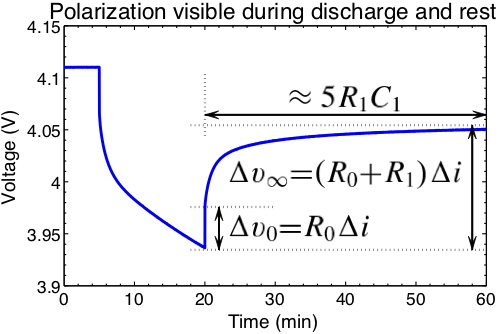 Polarization visible during discharge and rest
4.15
4.1
4.05
4
3.95
3.9
Voltage (V)
≈ 5R₁C₁
Δv∞=(R₀+R₁)Δi
Δv₀=R₀Δi
0 10 20 30 40 50 60
Time (min)